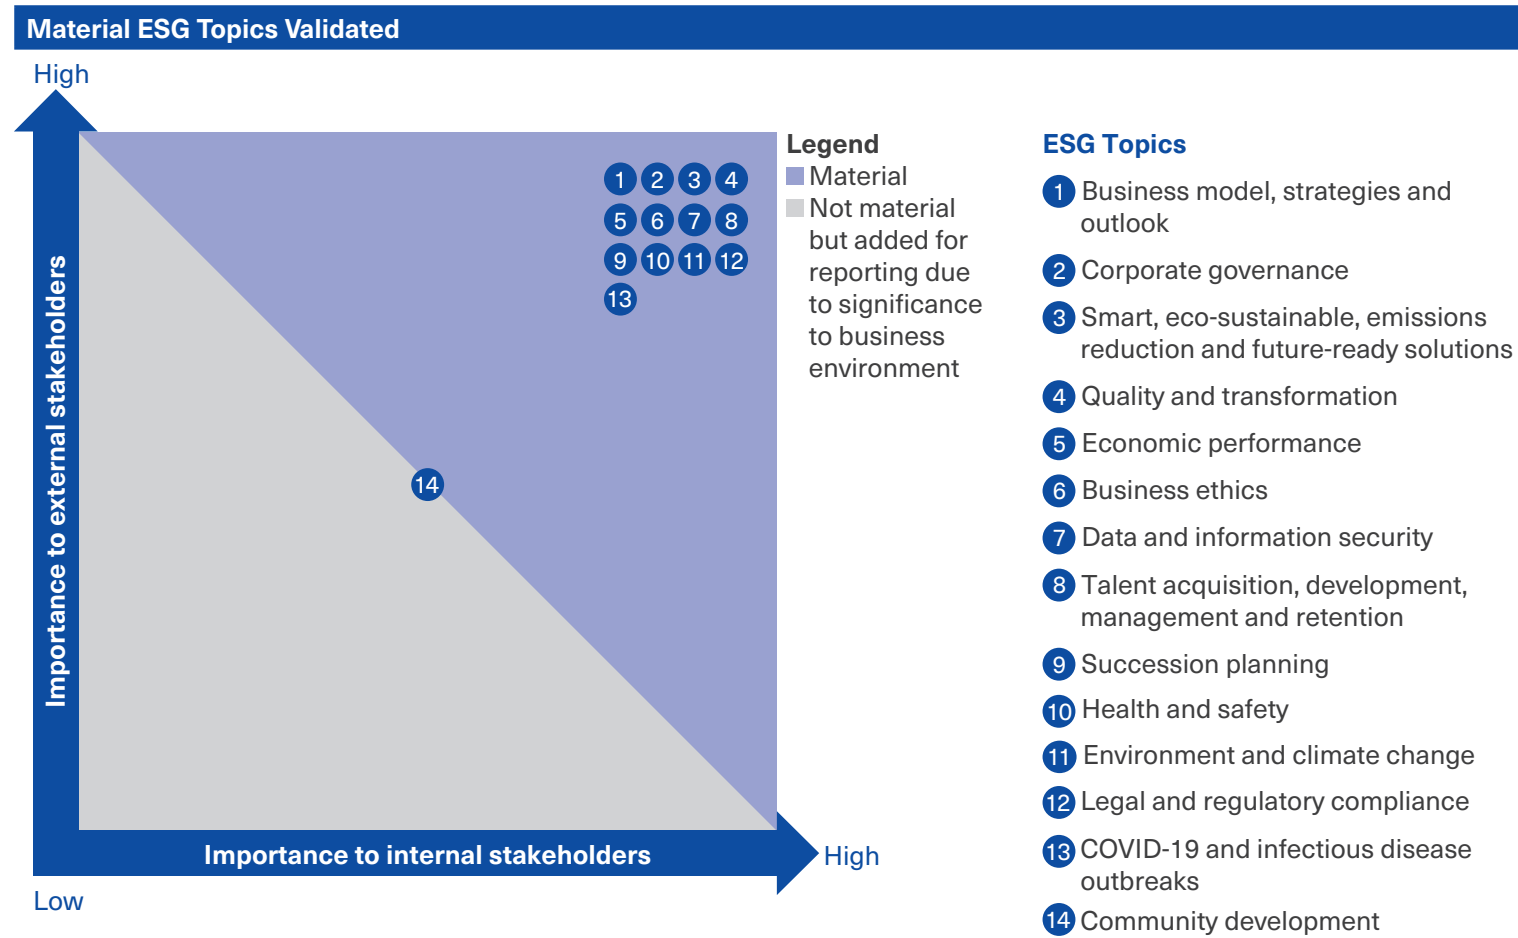 Material ESG Topics Validated
High
Importance to external stakeholders
1 2 3 4
5 6 7 8
9 10 11 12
13
14
Importance to internal stakeholders
High
Low
Legend
Material
Not material
but added for
reporting due
to significance
to business
environment
ESG Topics
1 Business model, strategies and
outlook
2 Corporate governance
3 Smart, eco-sustainable, emissions
reduction and future-ready solutions
4 Quality and transformation
5 Economic performance
6 Business ethics
7 Data and information security
8 Talent acquisition, development,
management and retention
9 Succession planning
10 Health and safety
11 Environment and climate change
12 Legal and regulatory compliance
13 COVID-19 and infectious disease
outbreaks
14 Community development